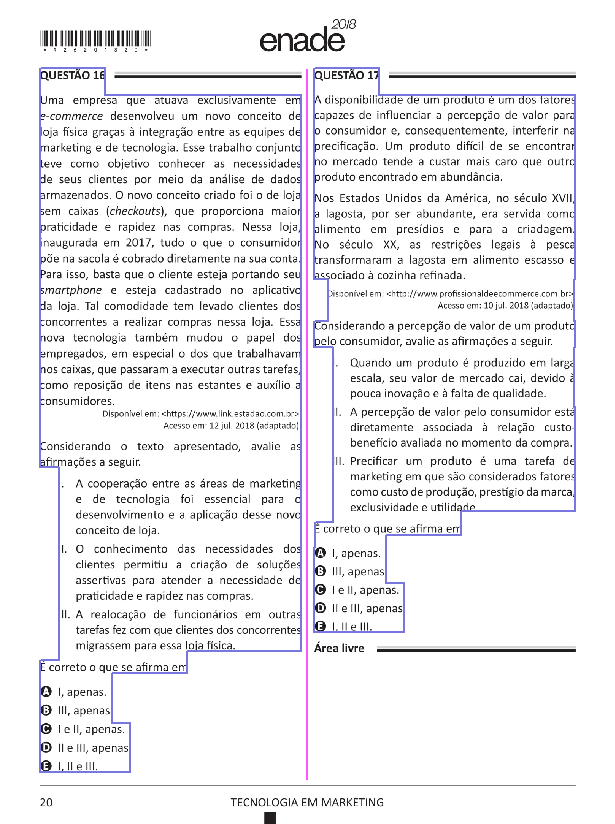 enade 2018
*R2620182O*
QUESTÃO 16
Uma empresa que atuava exclusivamente em
e-commerce desenvolveu um novo conceito de
loja física graças à integração entre as equipes de
marketing e de tecnologia. Esse trabalho conjunto
teve como objetivo conhecer as necessidades
de seus clientes por meio da análise de dados
armazenados. O novo conceito criado foi o de loja
sem caixas (checkouts), que proporciona maior
praticidade e rapidez nas compras. Nessa loja,
inaugurada em 2017, tudo o que o consumidor
põe na sacola é cobrado diretamente na sua conta.
Para isso, basta que o cliente esteja portando seu
smartphone e esteja cadastrado no aplicativo
da loja. Tal comodidade tem levado clientes dos
concorrentes a realizar compras nessa loja. Essa
nova tecnologia também mudou o papel dos
empregados, em especial o dos que trabalhavam
nos caixas, que passaram a executar outras tarefas,
como reposição de itens nas estantes e auxílio a
consumidores.
Disponível em: <https://www.link.estadao.com.br>
Acesso em: 12 jul. 2018 (adaptado)
Considerando o texto apresentado, avalie as
afirmações a seguir.
I. A cooperação entre as áreas de marketing
e de tecnologia foi essencial para o
desenvolvimento e a aplicação desse novo
conceito de loja.
I. O conhecimento das necessidades dos
clientes permitiu a criação de soluções
assertivas para atender a necessidade de
praticidade e rapidez nas compras.
II. A realocação de funcionários em outras
tarefas fez com que clientes dos concorrentes
migrassem para essa loja física.
É correto o que se afirma em
A I, apenas.
B III, apenas
C I e II, apenas.
D II e III, apenas
E I, II e III.
QUESTÃO 17
A disponibilidade de um produto é um dos fatores
capazes de influenciar a percepção de valor para
o consumidor e, consequentemente, interferir na
precificação. Um produto difícil de se encontrar
no mercado tende a custar mais caro que outro
produto encontrado em abundância.
Nos Estados Unidos da América, no século XVII,
a lagosta, por ser abundante, era servida como
alimento em presídios e para a criadagem.
No século XX, as restrições legais à pesca
transformaram a lagosta em alimento escasso e
associado à cozinha refinada.
Disponível em: <http://www.profissionaldeecommerce.com.br>
Acesso em: 10 jul. 2018 (adaptado)
Considerando a percepção de valor de um produto
pelo consumidor, avalie as afirmações a seguir.
I. Quando um produto é produzido em larga
escala, seu valor de mercado cai, devido à
pouca inovação e à falta de qualidade.
II. A percepção de valor pelo consumidor está
diretamente associada à relação custo-
benefício avaliada no momento da compra.
II. Precificar um produto é uma tarefa de
marketing em que são considerados fatores
como custo de produção, prestígio da marca,
exclusividade e utilidade
É correto o que se afirma em
A I, apenas.
B III, apenas
C I e II, apenas.
D II e III, apenas
E I, II e III.
Área livre
20
TECNOLOGIA EM MARKETING